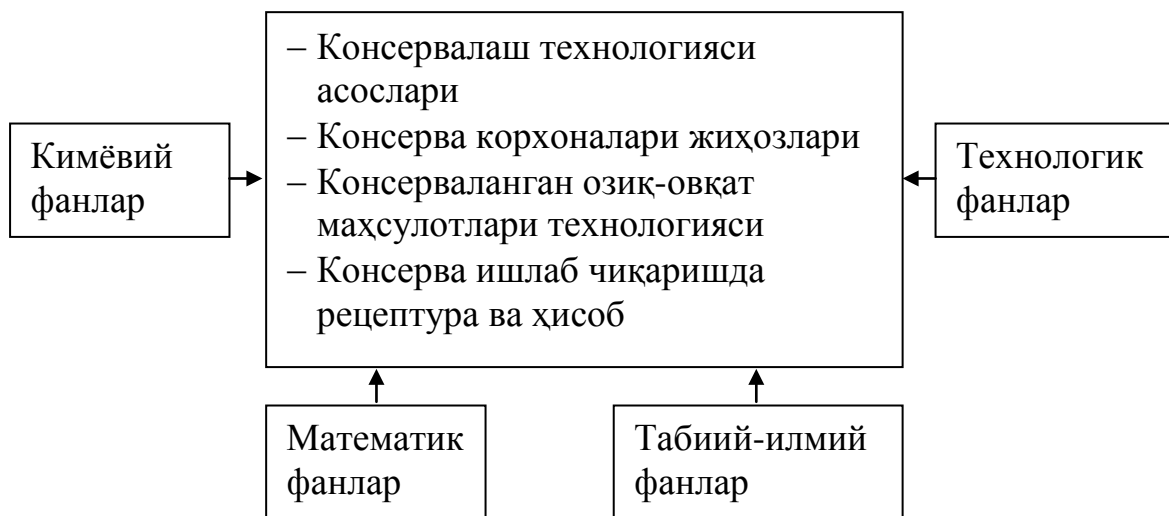 – Консервалаш технологияси
асослари
– Консерва корхоналари жиҳозлари
– Консерваланган озиқ-овқат
маҳсулотлари технологияси
– Консерва ишлаб чиқаришда
рецептура ва ҳисоб
Кимёвий
фанлар
Технологик
фанлар
Математик
фанлар
Табиий-илмий
фанлар